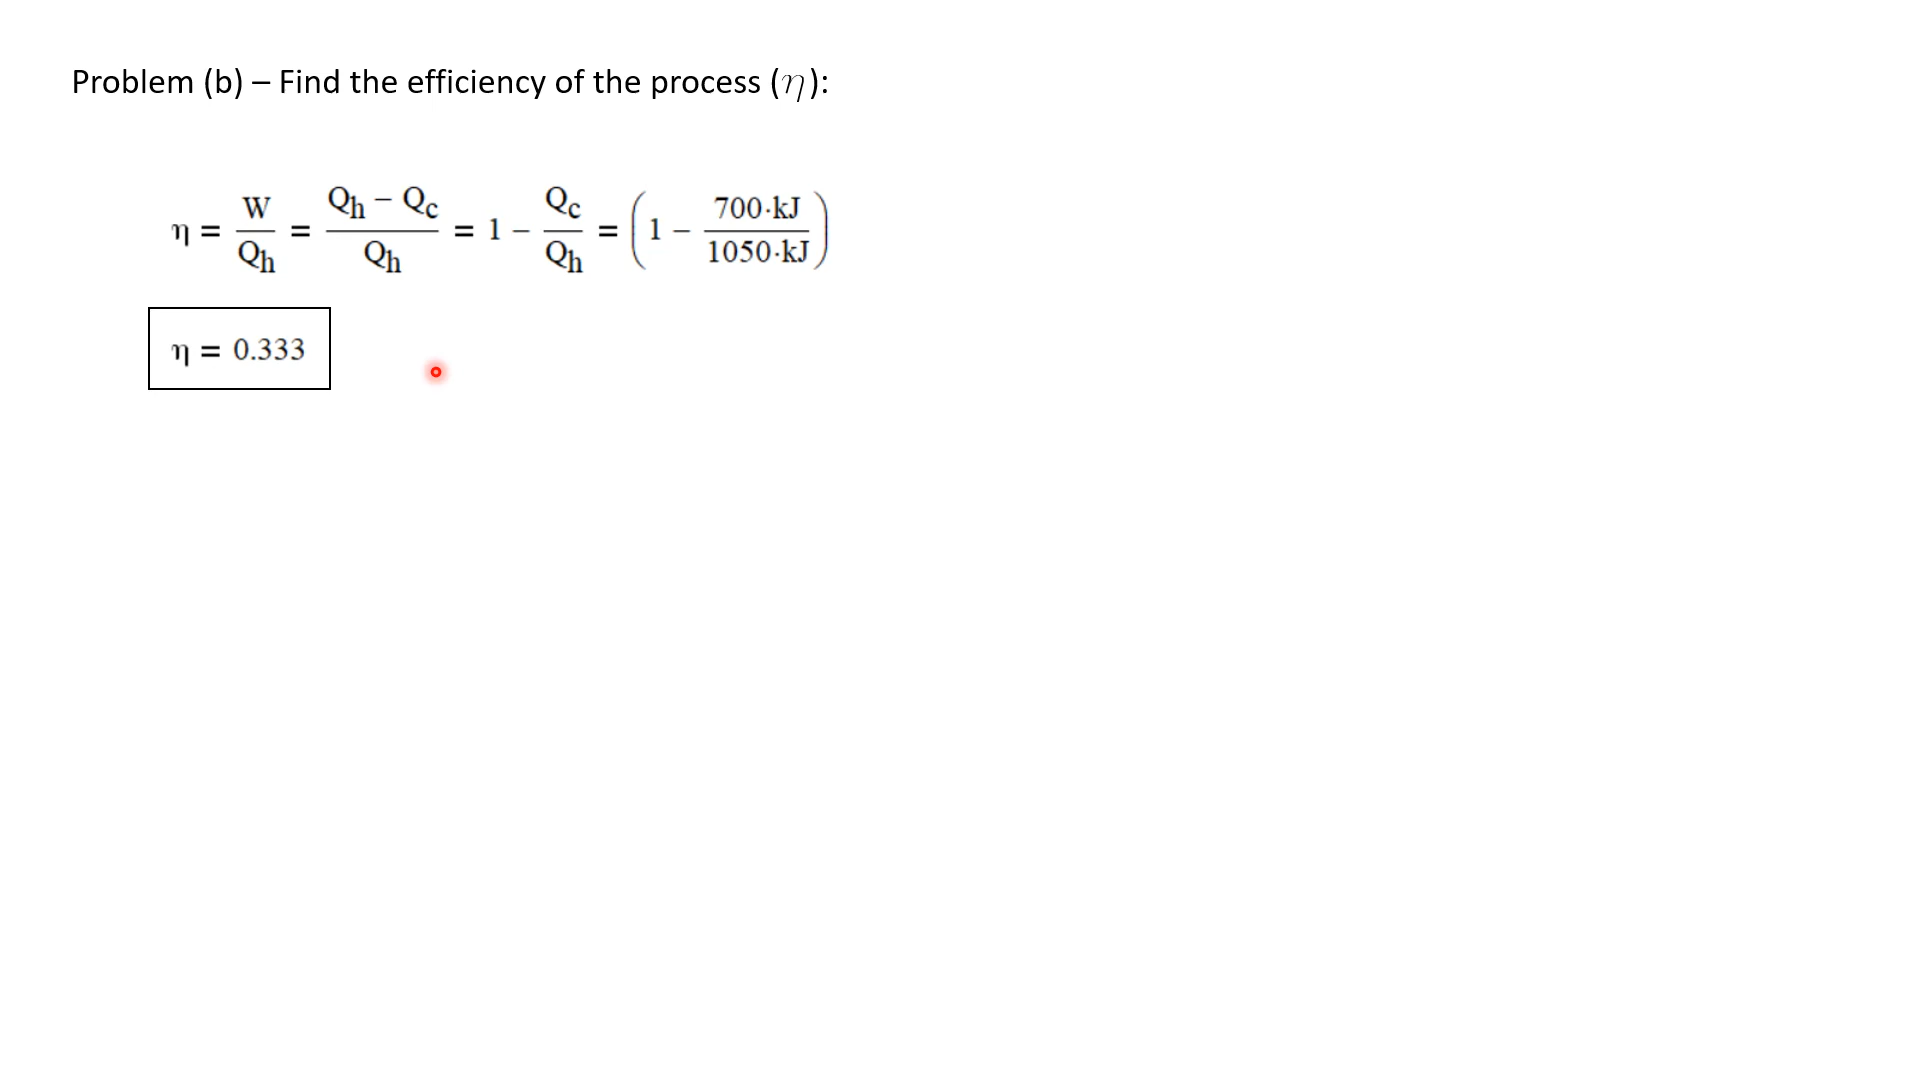 Problem (b) – Find the efficiency of the process (η):
η = W/Qh = (Qh − Qc)/Qh = 1 − Qc/Qh = (1 − 700·kJ/1050·kJ)
η = 0.333